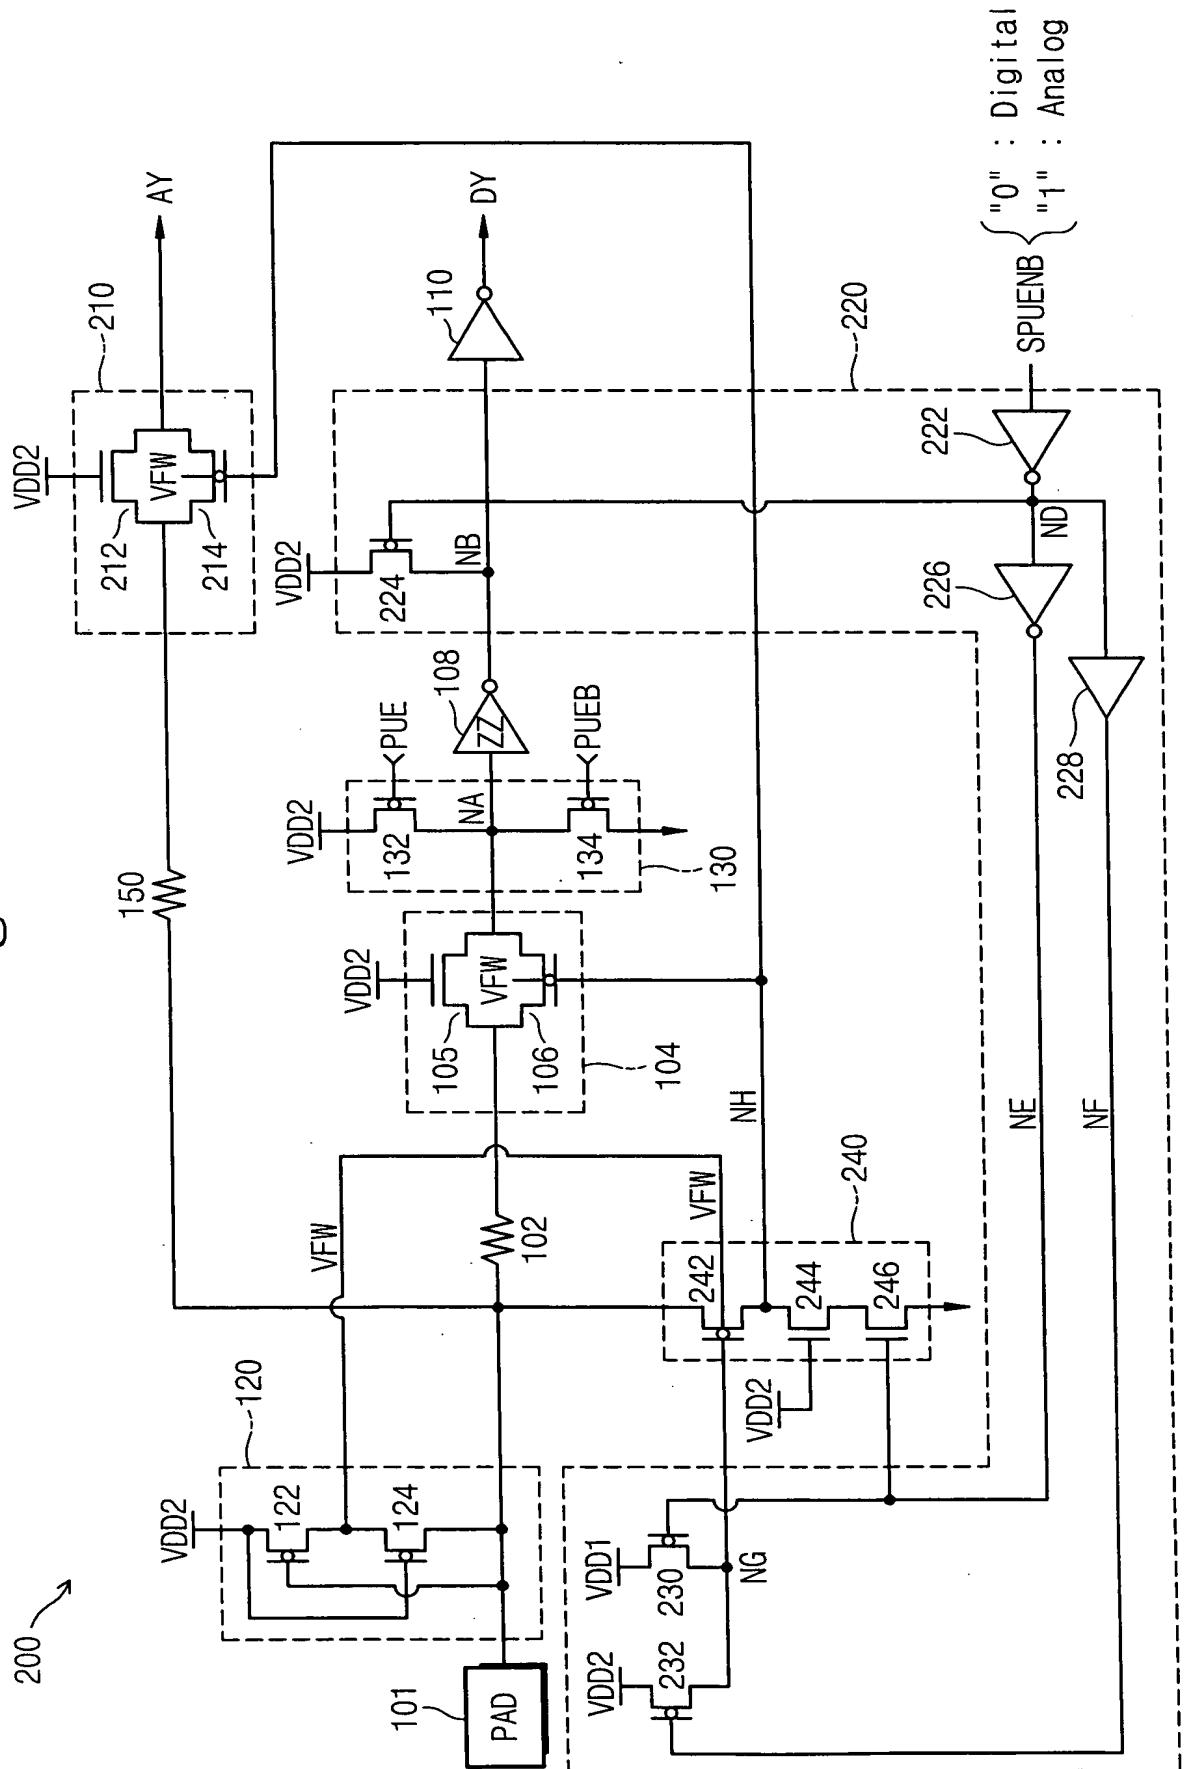 200
101
PAD
120
VDD2
122
124
VFW
150
VDD2
212
VFW
214
210
AY
102
VDD2
105
VFW
106
104
VDD2
132
PUE
NA
134
PUEB
130
ZZ
108
VDD2
224
NB
110
DY
VDD2
232
VDD1
230
NG
VFW
242
VDD2
244
246
240
NH
NE
NF
226
228
ND
222
220
SPUENB
"0" : Digital
"1" : Analog